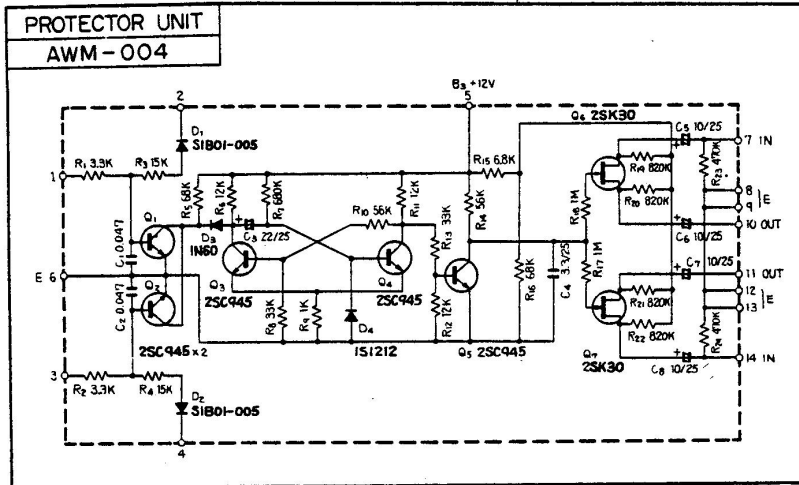 PROTECTOR UNIT
AWM-004
2
B3 +12V
5
D1
S1B01-005
Q6 2SK30
C5 10/25
7 IN
R1 3.3K
R3 15K
1
R5 68K
R6 12K
R7 680K
R11 12K
R15 6.8K
R14 56K
R19 820K
R23 470K
8
E
9
Q1
D3
1N60
C3 22/25
R10 56K
R13 33K
R18 1M
R20 820K
C6 10/25
10 OUT
C1 0.047
E 6
Q3
2SC945
Q4
2SC945
R16 68K
C4 3.3/25
R17 1M
C7 10/25
11 OUT
C2 0.047
Q2
R8 33K
R9 1K
D4
R12 12K
R21 820K
12
E
13
2SC945×2
1S1212
Q5 2SC945
Q7
2SK30
R22 820K
R24 470K
3
R2 3.3K
R4 15K
C8 10/25
14 IN
D2
S1B01-005
4